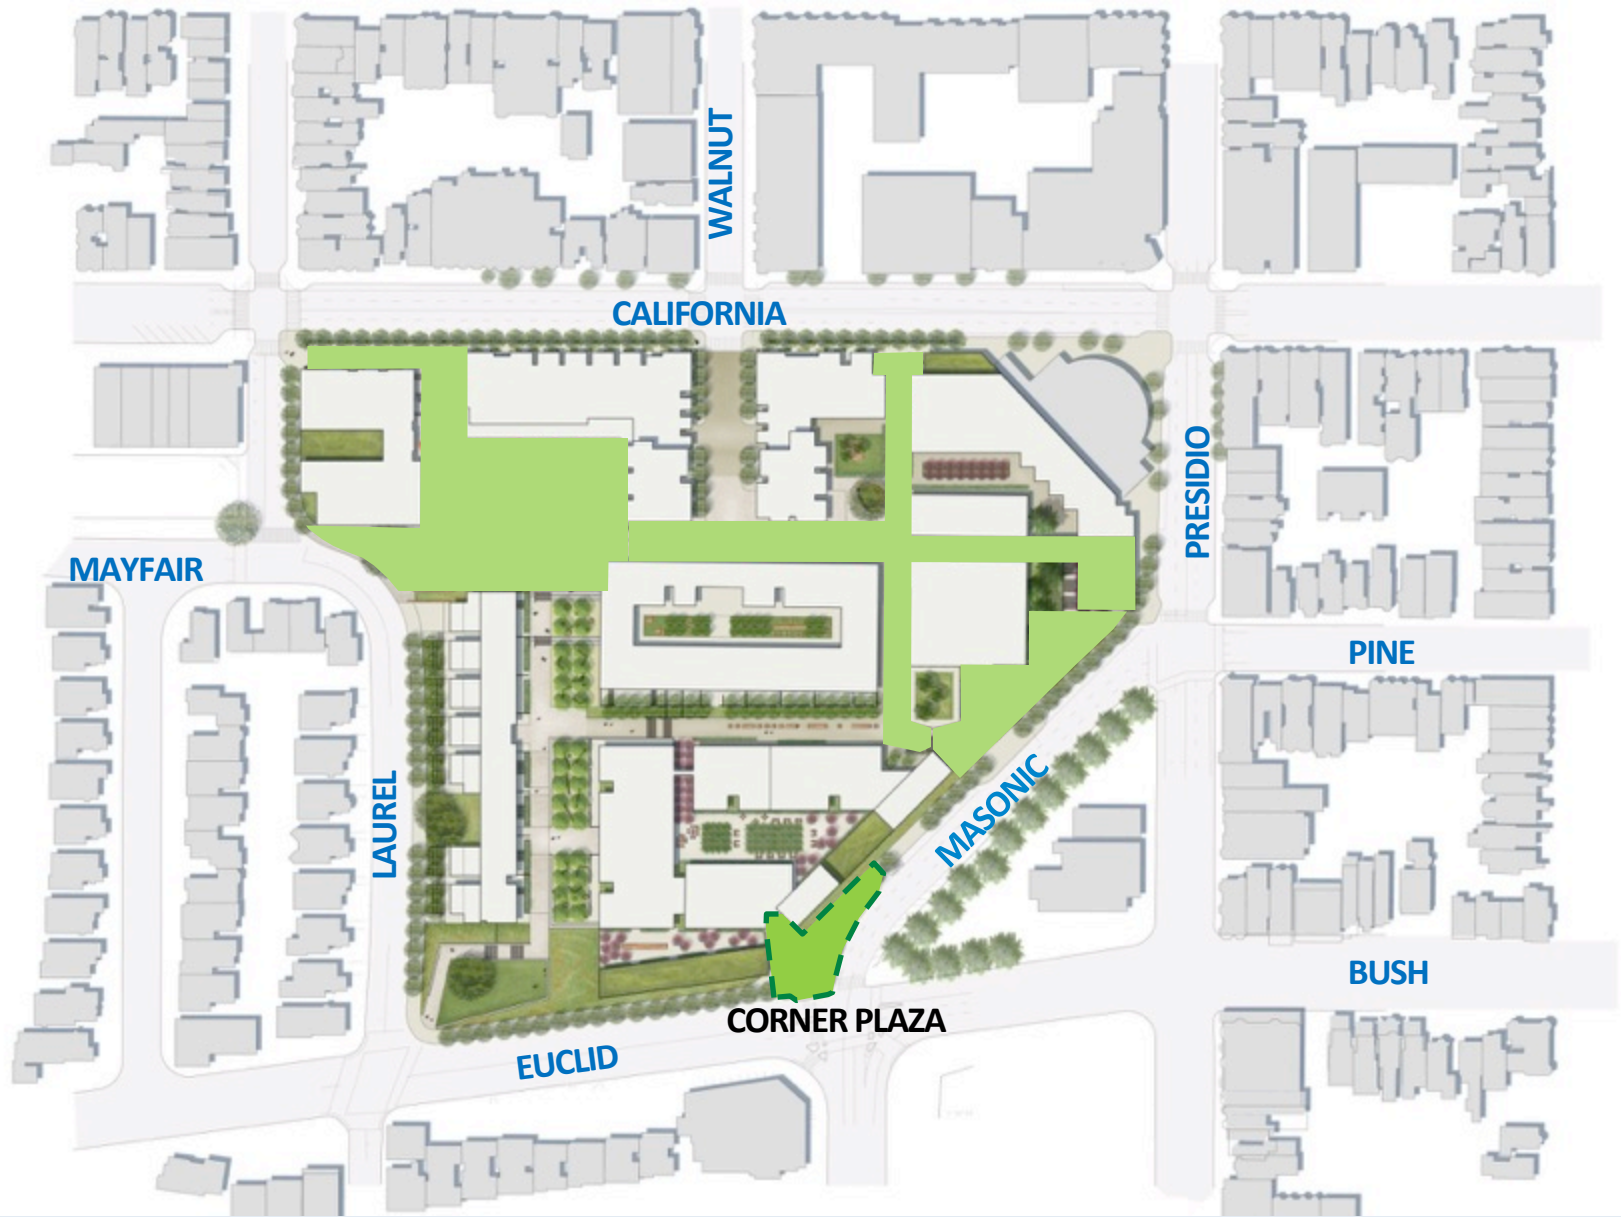 WALNUT
CALIFORNIA
PRESIDIO
MAYFAIR
PINE
LAUREL
MASONIC
BUSH
CORNER PLAZA
EUCLID